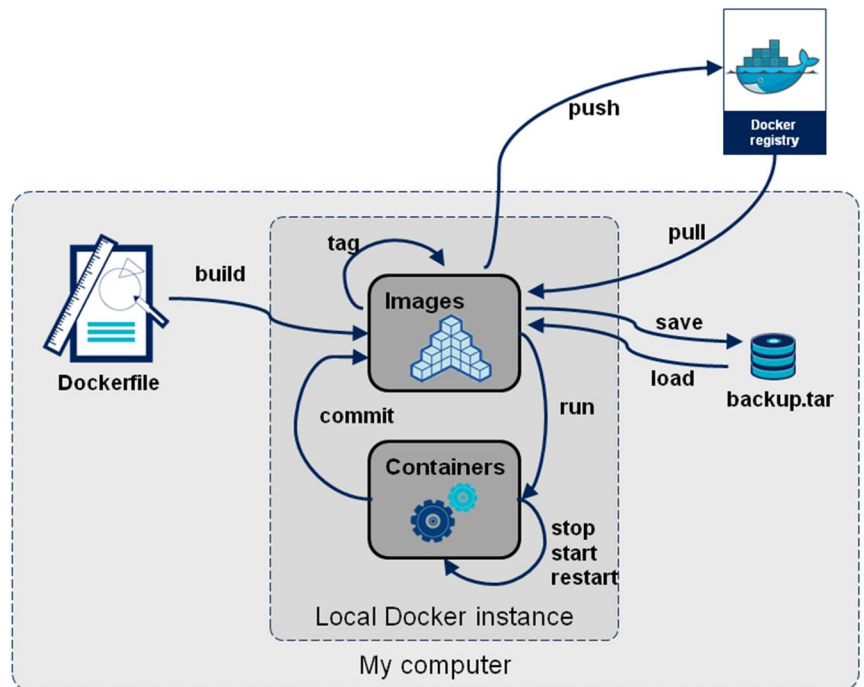 push
Docker
registry
pull
tag
build
Images
save
Dockerfile
load
backup.tar
commit
run
Containers
stop
start
restart
Local Docker instance
My computer